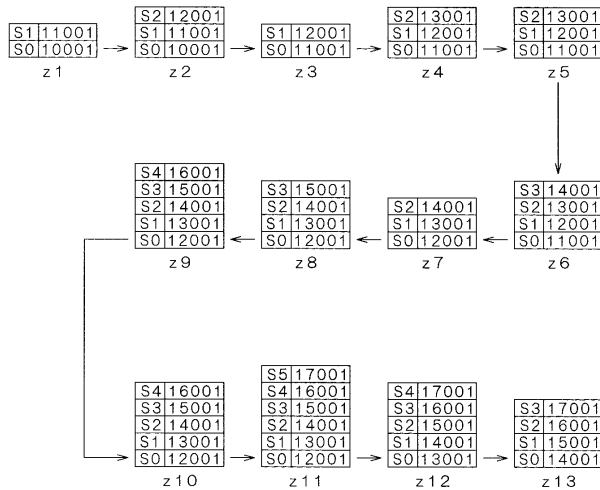 S1 11001
S0 10001
z1
S2 12001
S1 11001
S0 10001
z2
S1 12001
S0 11001
z3
S2 13001
S1 12001
S0 11001
z4
S2 13001
S1 12001
S0 11001
z5
S3 14001
S2 13001
S1 12001
S0 11001
z6
S2 14001
S1 13001
S0 12001
z7
S3 15001
S2 14001
S1 13001
S0 12001
z8
S4 16001
S3 15001
S2 14001
S1 13001
S0 12001
z9
S4 16001
S3 15001
S2 14001
S1 13001
S0 12001
z10
S5 17001
S4 16001
S3 15001
S2 14001
S1 13001
S0 12001
z11
S4 17001
S3 16001
S2 15001
S1 14001
S0 13001
z12
S3 17001
S2 16001
S1 15001
S0 14001
z13